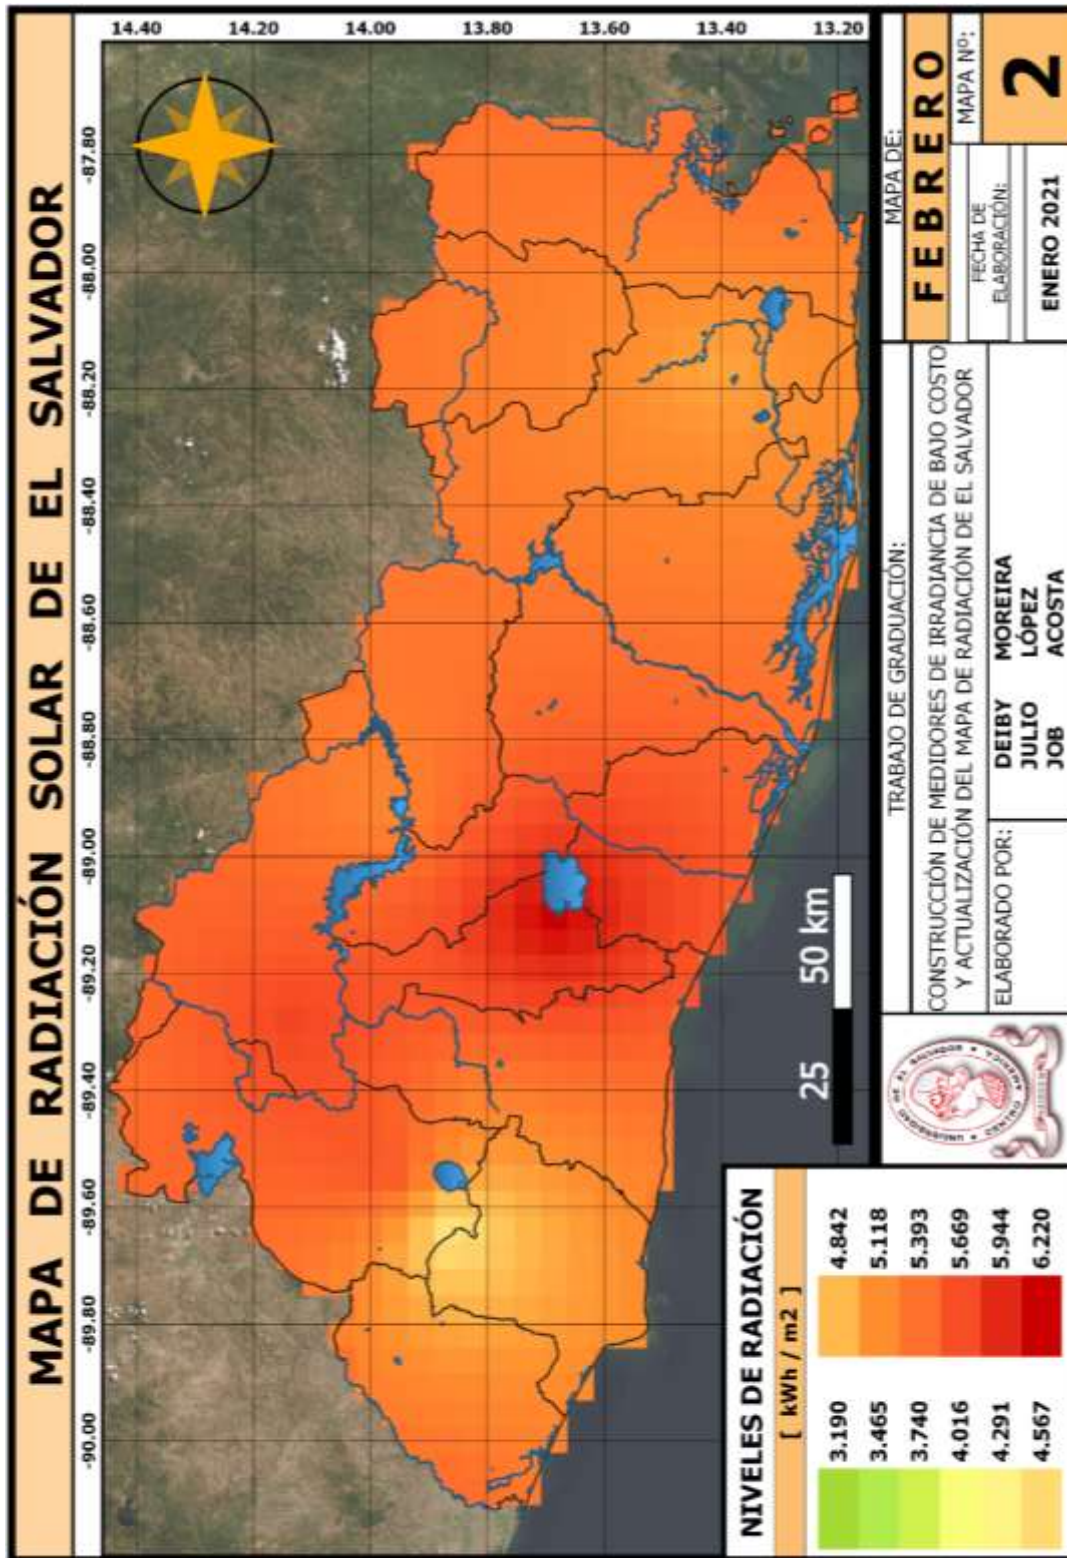 MAPA DE RADIACIÓN SOLAR DE EL SALVADOR
-90.00 -89.80 -89.60 -89.40 -89.20 -89.00 -88.80 -88.60 -88.40 -88.20 -88.00 -87.80
14.40
14.20
14.00
13.80
13.60
13.40
13.20
25 50 km
NIVELES DE RADIACIÓN
[ kWh / m2 ]
3.190 4.842
3.465 5.118
3.740 5.393
4.016 5.669
4.291 5.944
4.567 6.220
TRABAJO DE GRADUACIÓN:
CONSTRUCCIÓN DE MEDIDORES DE IRRADIANCIA DE BAJO COSTO
Y ACTUALIZACIÓN DEL MAPA DE RADIACIÓN DE EL SALVADOR
ELABORADO POR:
DEIBY MOREIRA
JULIO LÓPEZ
JOB ACOSTA
MAPA DE:
FEBRERO
FECHA DE
ELABORACIÓN:
ENERO 2021
MAPA Nº:
2